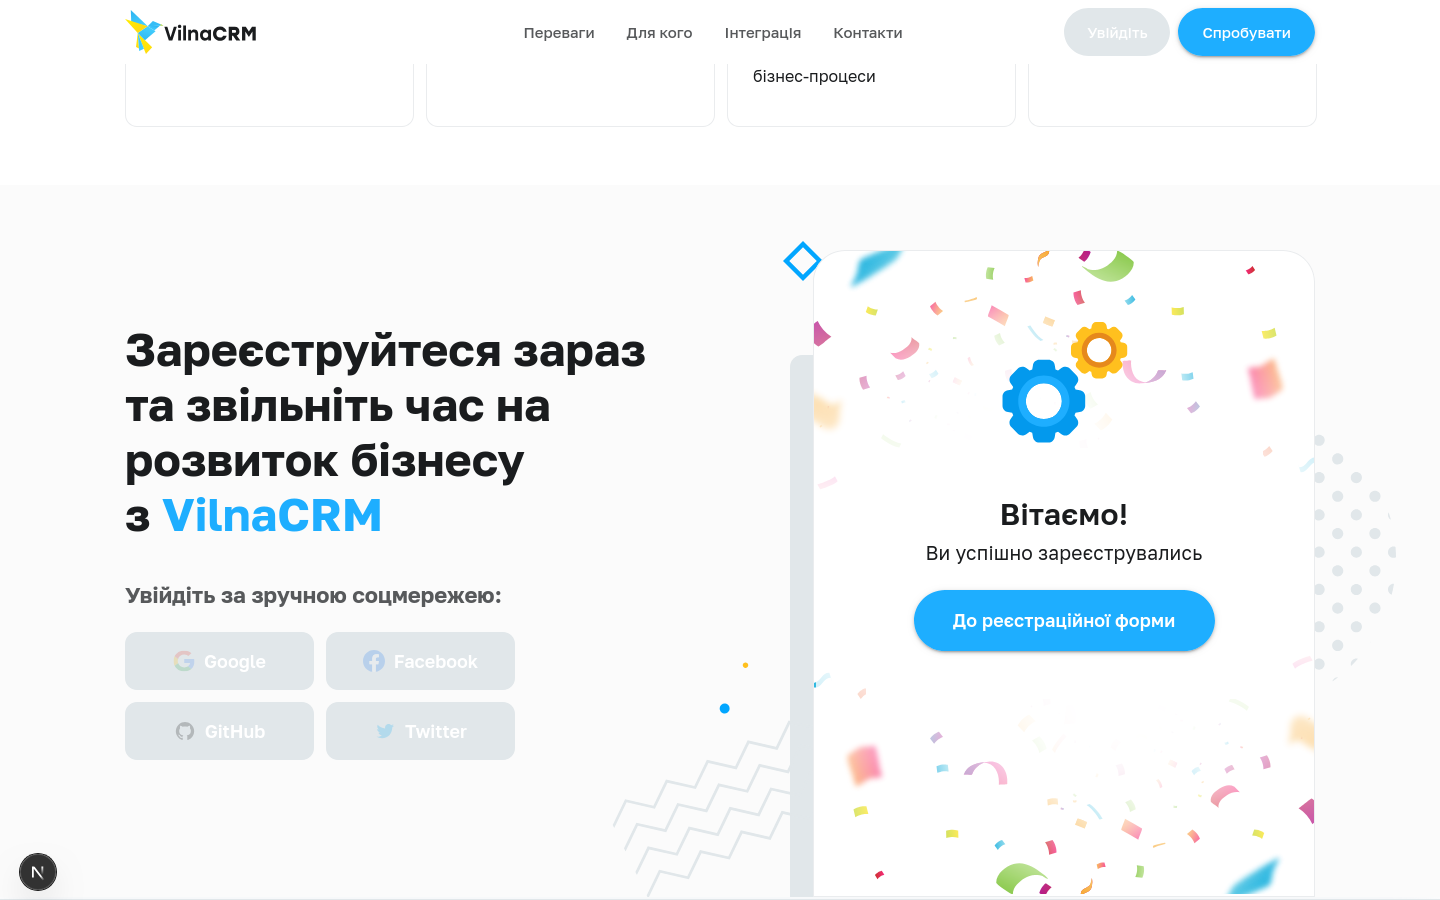 VilnaCRM
Переваги
Для кого
Інтеграція
Контакти
Увійдіть
Спробувати
бізнес-процеси
Зареєструйтеся зараз
та звільніть час на
розвиток бізнесу
з VilnaCRM
Увійдіть за зручною соцмережею:
Google
Facebook
GitHub
Twitter
Вітаємо!
Ви успішно зареєструвались
До реєстраційної форми
N